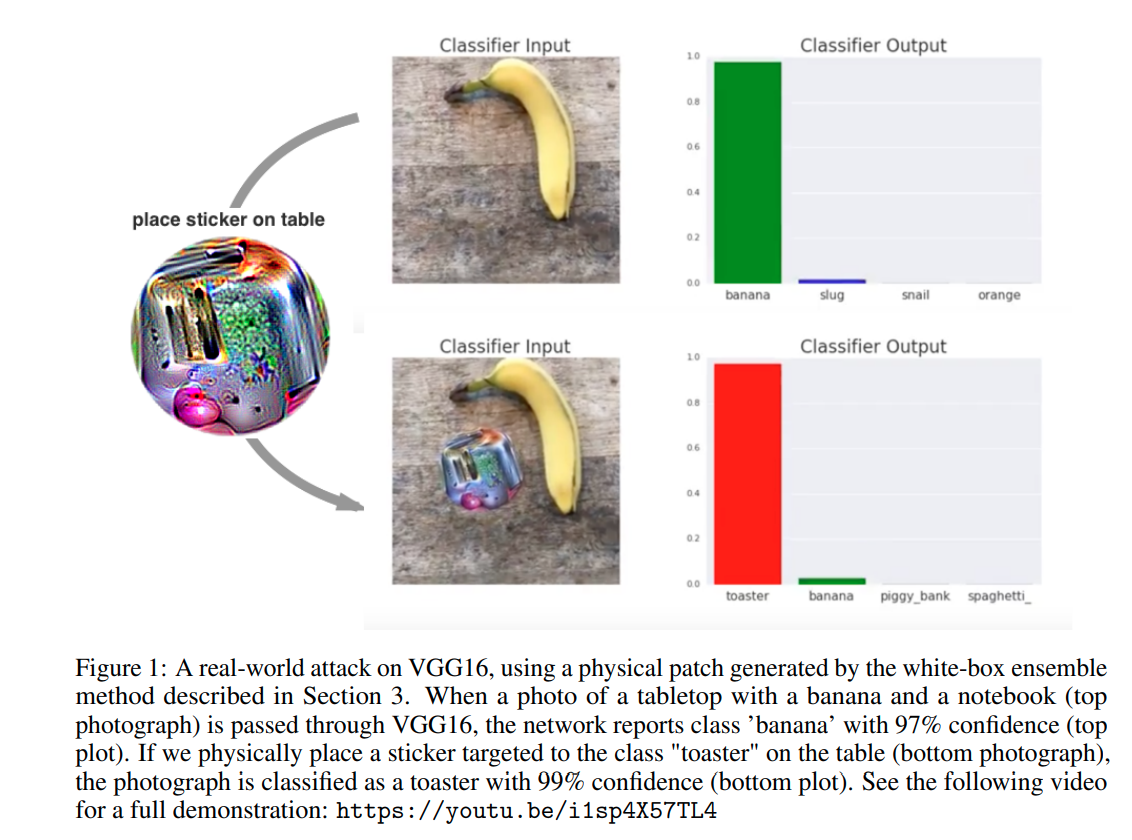 Classifier Input
Classifier Output
1.0
0.8
0.6
0.4
0.2
0.0
banana slug snail orange
place sticker on table
Classifier Input
Classifier Output
1.0
0.8
0.6
0.4
0.2
0.0
toaster banana piggy_bank spaghetti_
Figure 1: A real-world attack on VGG16, using a physical patch generated by the white-box ensemble
method described in Section 3. When a photo of a tabletop with a banana and a notebook (top
photograph) is passed through VGG16, the network reports class ’banana’ with 97% confidence (top
plot). If we physically place a sticker targeted to the class "toaster" on the table (bottom photograph),
the photograph is classified as a toaster with 99% confidence (bottom plot). See the following video
for a full demonstration: https://youtu.be/i1sp4X57TL4